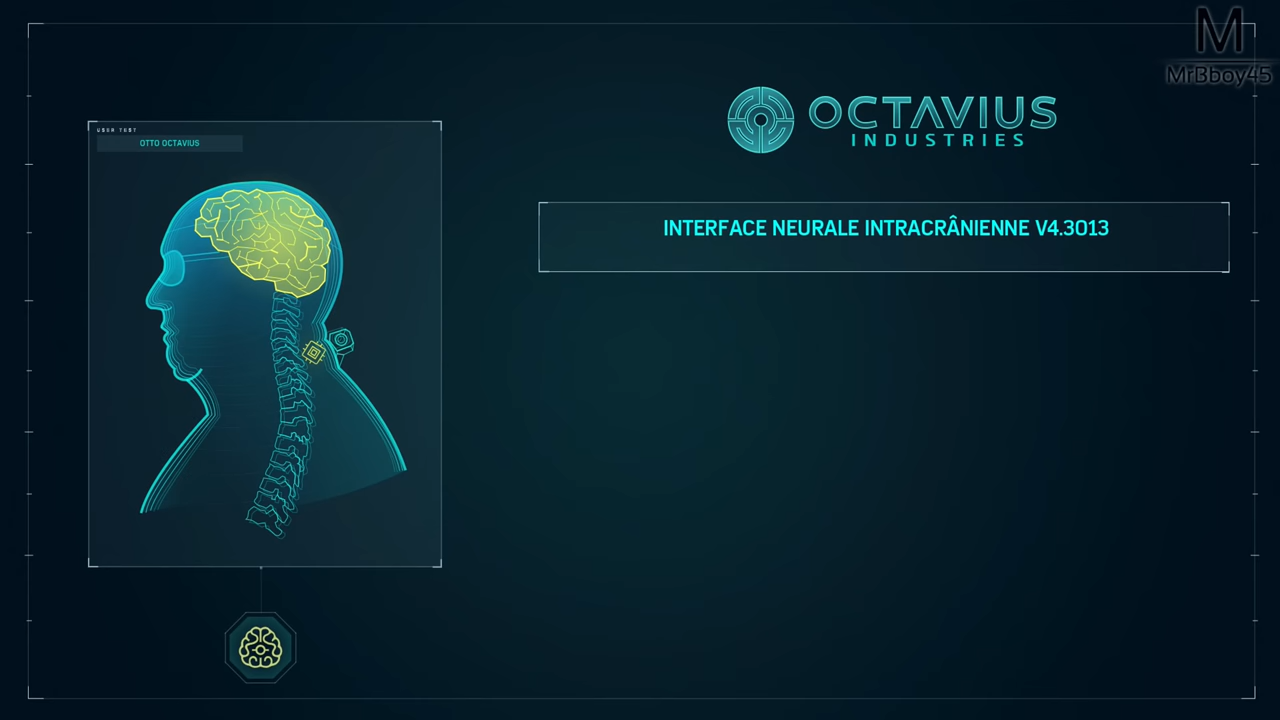 M
MrBboy45
OCTAVIUS
INDUSTRIES
USER TEST
OTTO OCTAVIUS
INTERFACE NEURALE INTRACRÂNIENNE V4.3013